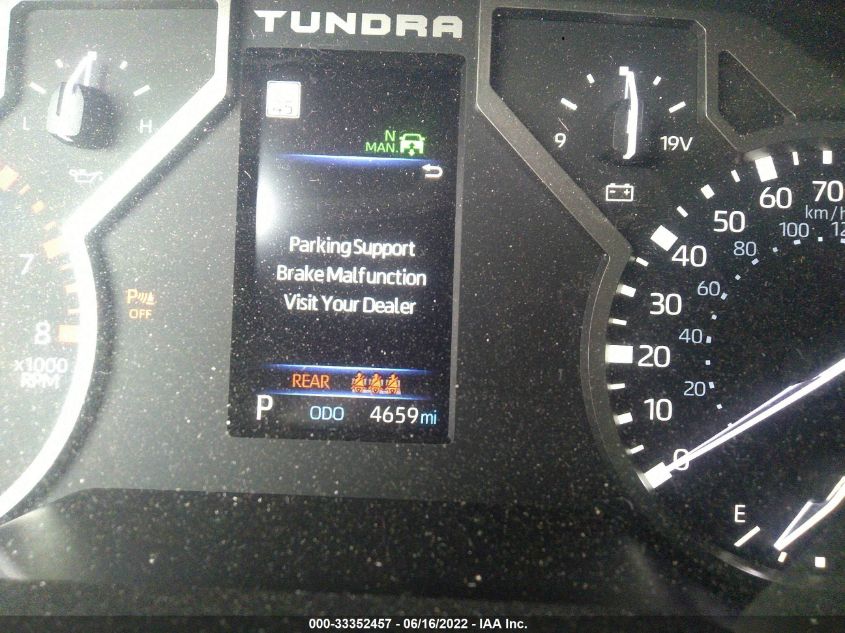 TUNDRA
L
H
9
19V
N
MAN.
Parking Support
Brake Malfunction
Visit Your Dealer
REAR
P
ODO 4659 mi
7
8
x1000
RPM
P
OFF
70
60
50
40
30
20
10
0
km/h
100
80
60
40
20
E
000-33352457 - 06/16/2022 - IAA Inc.